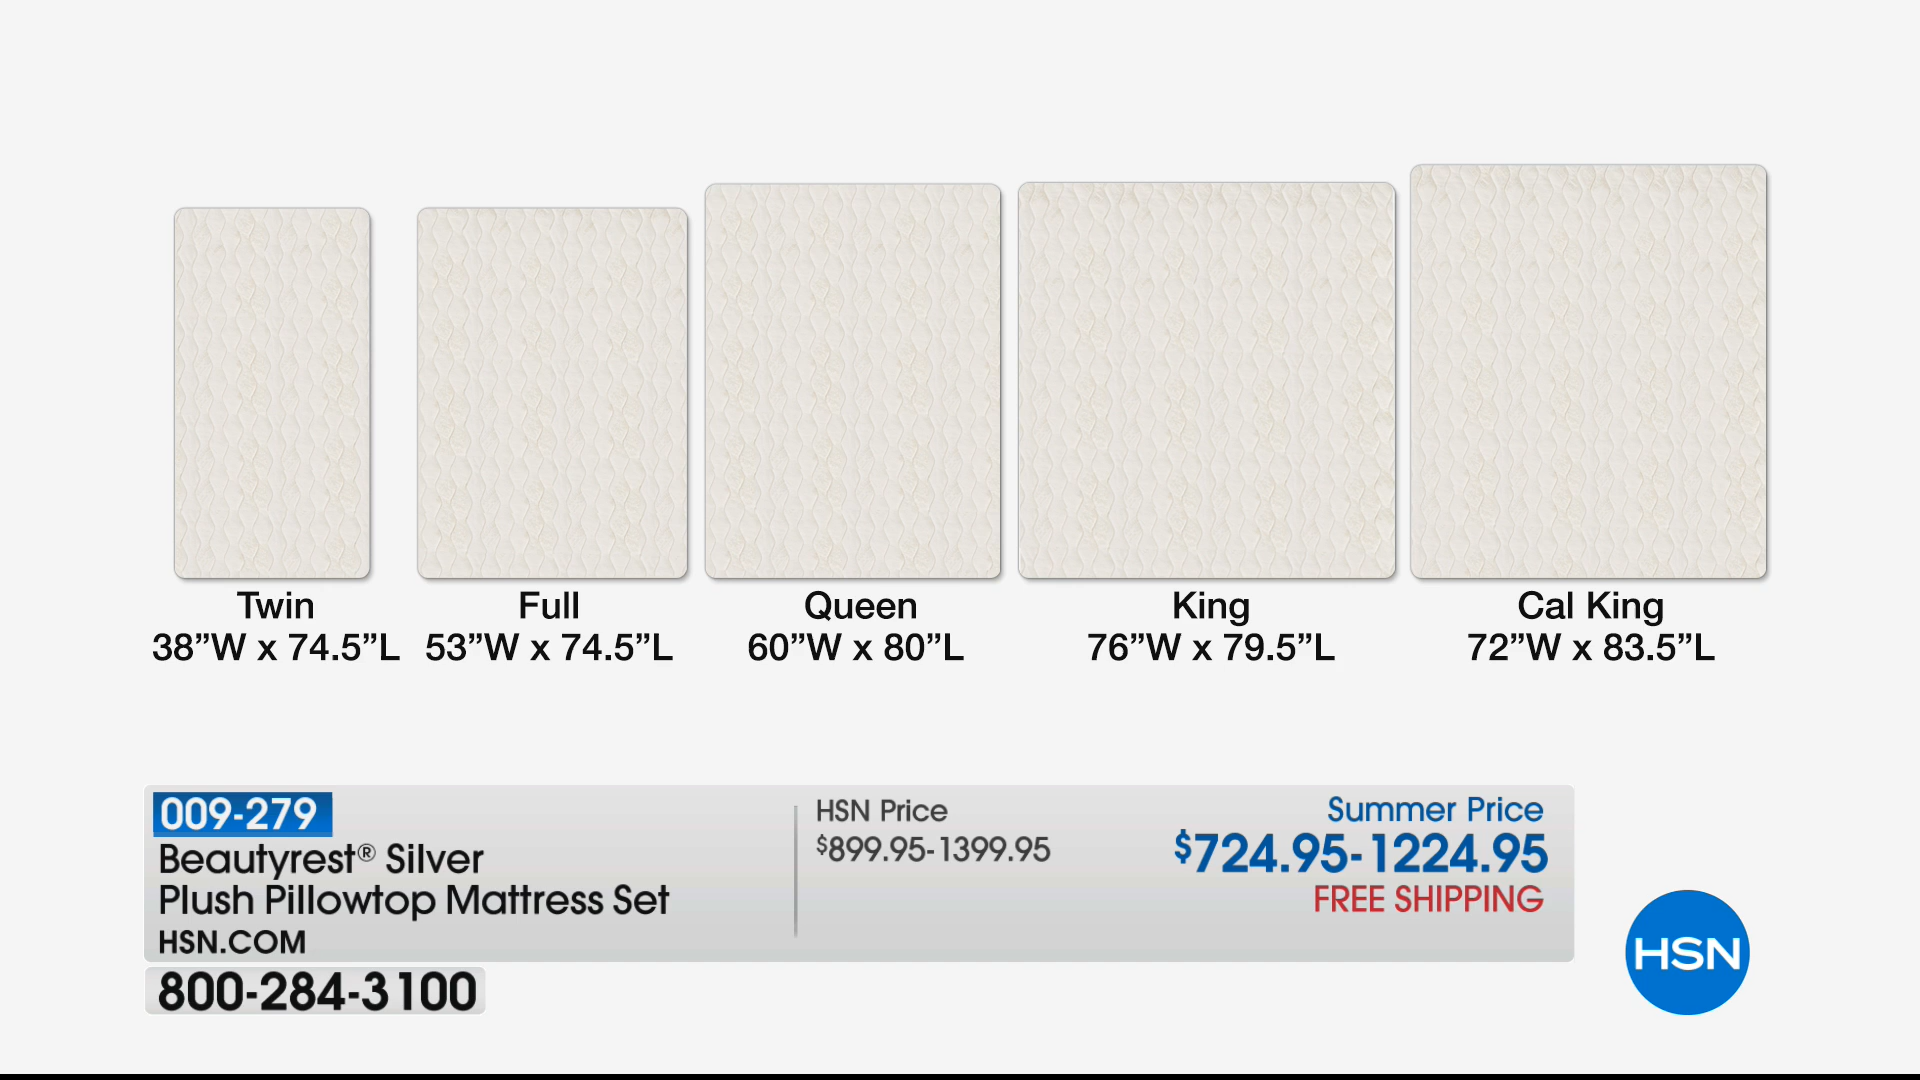 Twin
38”W x 74.5”L
Full
53”W x 74.5”L
Queen
60”W x 80”L
King
76”W x 79.5”L
Cal King
72”W x 83.5”L
009-279
Beautyrest® Silver
Plush Pillowtop Mattress Set
HSN.COM
800-284-3100
HSN Price
$899.95-1399.95
Summer Price
$724.95-1224.95
FREE SHIPPING
HSN